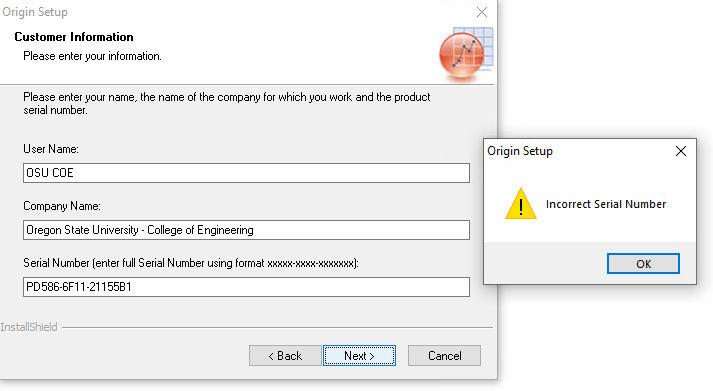 Origin Setup
Customer Information
Please enter your information.
Please enter your name, the name of the company for which you work and the product
serial number.
User Name:
OSU COE
Company Name:
Oregon State University - College of Engineering
Serial Number (enter full Serial Number using format xxxxx-xxxx-xxxxxxx):
PD586-6F11-21155B1
InstallShield
< Back
Next >
Cancel
Origin Setup
Incorrect Serial Number
OK